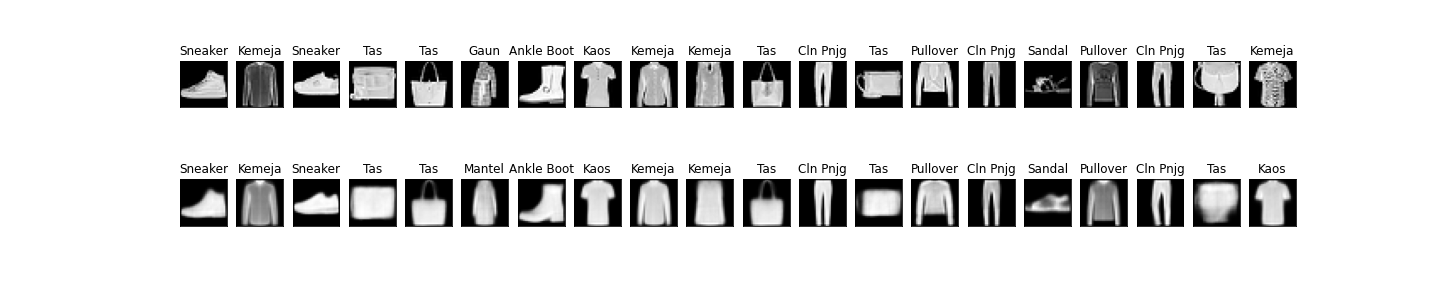 Sneaker Kemeja Sneaker Tas Tas Gaun Ankle Boot Kaos Kemeja Kemeja Tas Cln Pnjg Tas Pullover Cln Pnjg Sandal Pullover Cln Pnjg Tas Kemeja
Sneaker Kemeja Sneaker Tas Tas Mantel Ankle Boot Kaos Kemeja Kemeja Tas Cln Pnjg Tas Pullover Cln Pnjg Sandal Pullover Cln Pnjg Tas Kaos